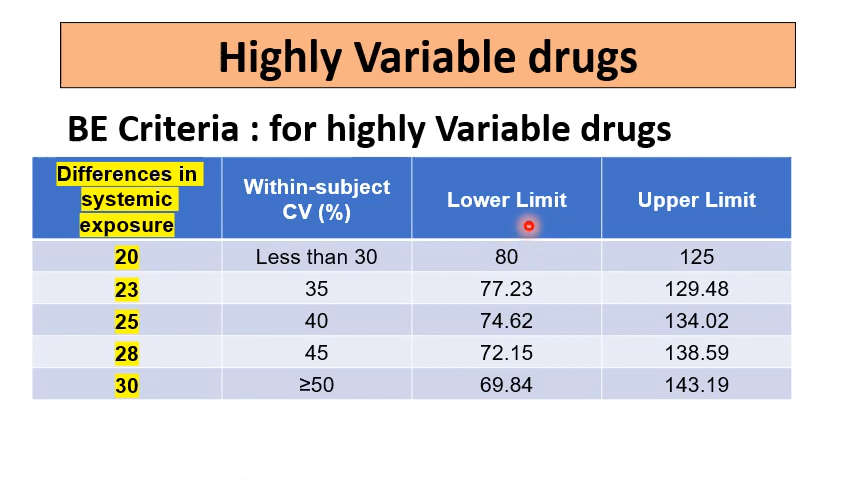 Highly Variable drugs
BE Criteria : for highly Variable drugs
Differences in systemic exposure Within-subject CV (%) Lower Limit Upper Limit
20 Less than 30 80 125
23 35 77.23 129.48
25 40 74.62 134.02
28 45 72.15 138.59
30 ≥50 69.84 143.19